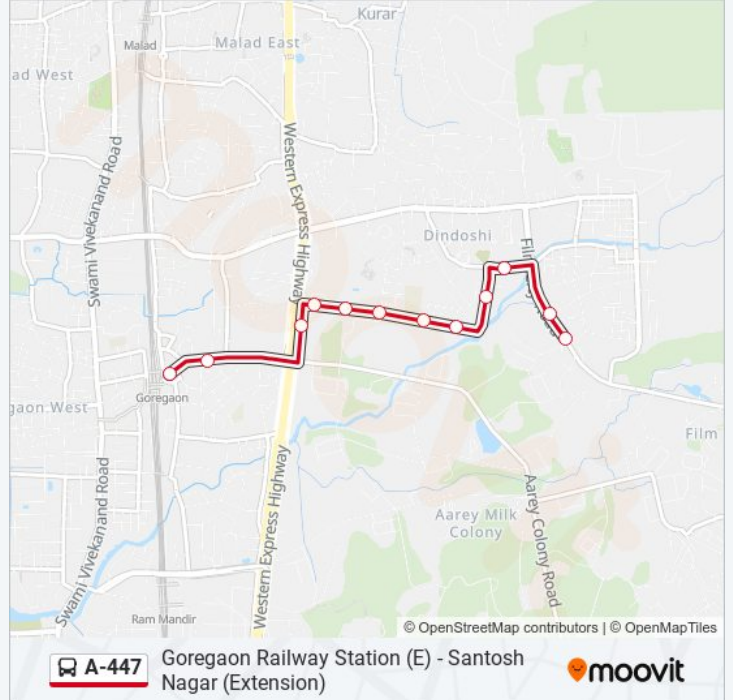 Kurar
Malad
Malad East
ad West
Swami Vivekanand Road
Western Express Highway
Dindoshi
Goregaon
gaon West
Film
Aarey Milk
Colony
Aarey Colony Road
Western Express Highway
Swami Vivekanand Road
Ram Mandir
© OpenStreetMap contributors | © OpenMapTiles
A-447
Goregaon Railway Station (E) - Santosh
Nagar (Extension)
moovit